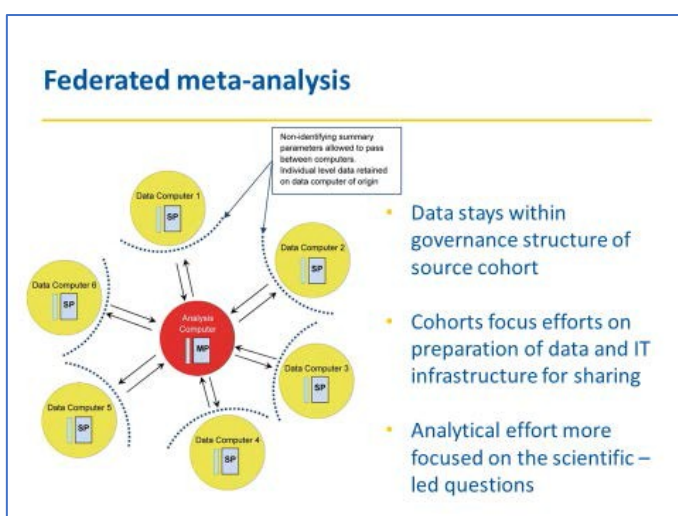 Federated meta-analysis
Non-identifying summary
parameters allowed to pass
between computers.
Individual level data retained
on data computer of origin
Data Computer 1
SP
Data Computer 2
SP
Data Computer 6
SP
Analysis
Computer
MP
Data Computer 3
SP
Data Computer 5
SP
Data Computer 4
SP
• Data stays within
governance structure of
source cohort
• Cohorts focus efforts on
preparation of data and IT
infrastructure for sharing
• Analytical effort more
focused on the scientific –
led questions